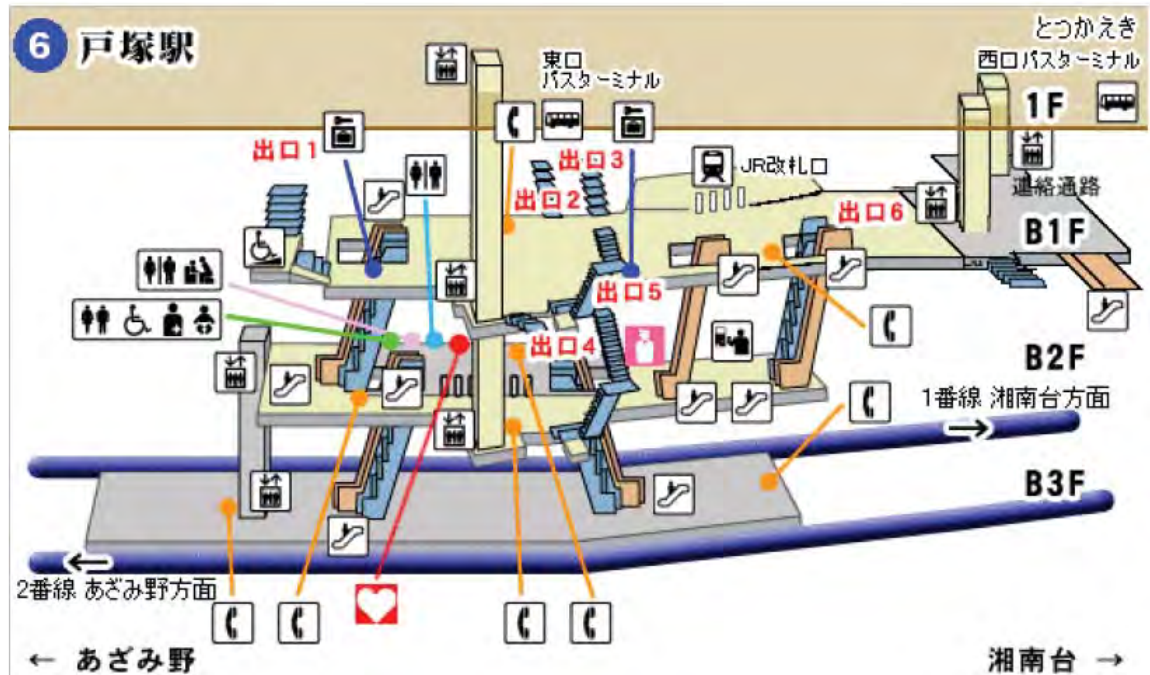 6 戸塚駅
とつかえき
西口バスターミナル
東口
バスターミナル
1F
出口1
出口3
出口2
JR改札口
連絡通路
出口6
B1F
出口5
出口4
B2F
1番線 湘南台方面
→
B3F
←
2番線 あざみ野方面
← あざみ野
湘南台 →